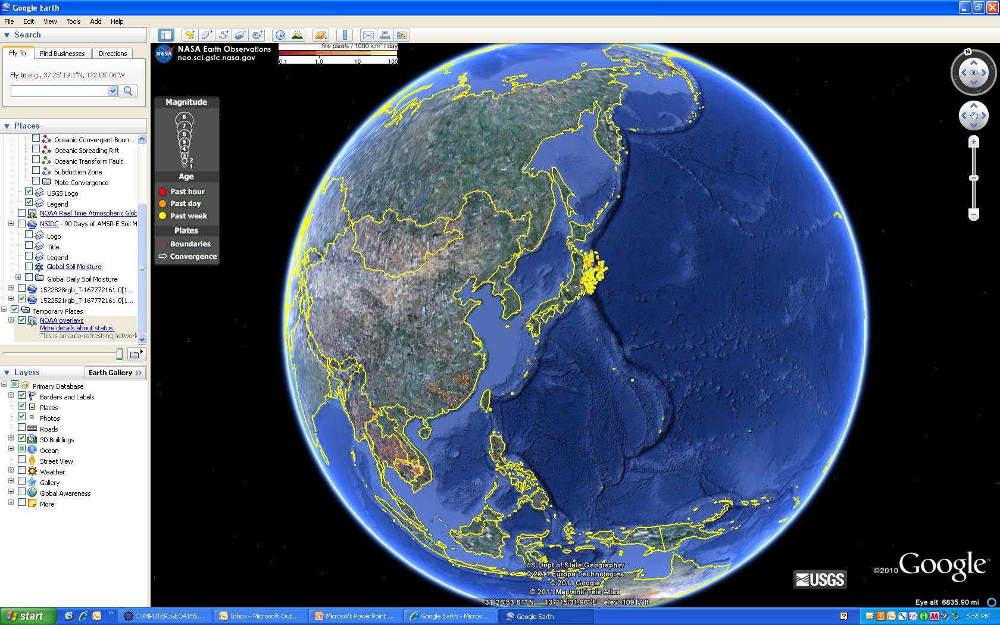 Google Earth
File Edit View Tools Add Help
Search
Fly To Find Businesses Directions
Fly to e.g., 37 25' 19.1"N, 122 05' 06"W
Places
Oceanic Convergent Boun...
Oceanic Spreading Rift
Oceanic Transform Fault
Subduction Zone
Plate Convergence
USGS Logo
Legend
NOAA Real Time Atmospheric Glob
NSIDC - 90 Days of AMSR-E Soil M
Logo
Title
Legend
Global Soil Moisture
Global Daily Soil Moisture
1522828rgb_T-167772161.0[1...
1522521rgb_T-167772161.0[1...
Temporary Places
NOAA overlays
More details about status
This is an auto-refreshing network
Layers
Earth Gallery »
Primary Database
Borders and Labels
Places
Photos
Roads
3D Buildings
Ocean
Street View
Weather
Gallery
Global Awareness
More
NASA
NASA Earth Observations
neo.sci.gsfc.nasa.gov
fire pixels / 1000 km² / day
0.1 1.0 10 100
Magnitude
8
7
6
5
4
3
2
1
Age
Past hour
Past day
Past week
Plates
Boundaries
Convergence
N
US Dept of State Geographer
© 2011 Europa Technologies
© 2011 Google
© 2011 MapLink/Tele Atlas
31°26'53.61" N 137°15'31.96" E elev -10917 ft
USGS
©2010 Google™
Eye alt 6835.90 mi
start
COMPUTER:GEO4155...
Inbox - Microsoft Out...
Microsoft PowerPoint ...
Google Earth - Micros...
Google Earth
5:55 PM